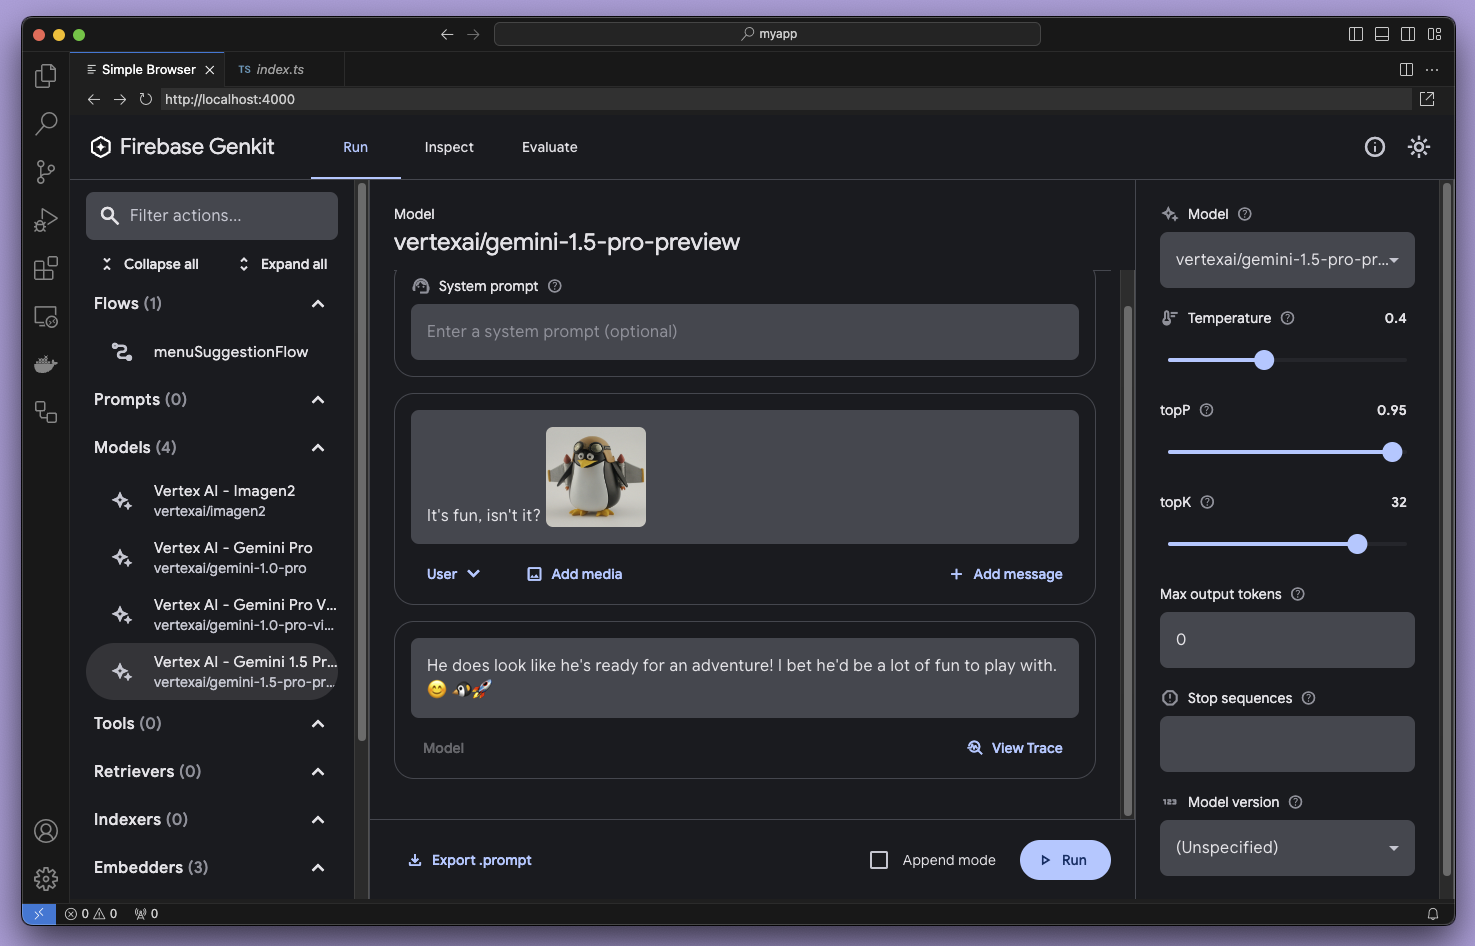 myapp
Simple Browser
TS index.ts
http://localhost:4000
Firebase Genkit
Run
Inspect
Evaluate
Filter actions...
Collapse all
Expand all
Flows (1)
menuSuggestionFlow
Prompts (0)
Models (4)
Vertex AI - Imagen2
vertexai/imagen2
Vertex AI - Gemini Pro
vertexai/gemini-1.0-pro
Vertex AI - Gemini Pro V...
vertexai/gemini-1.0-pro-vi...
Vertex AI - Gemini 1.5 Pr...
vertexai/gemini-1.5-pro-pr...
Tools (0)
Retrievers (0)
Indexers (0)
Embedders (3)
Model
vertexai/gemini-1.5-pro-preview
System prompt
Enter a system prompt (optional)
It's fun, isn't it?
User
Add media
Add message
He does look like he's ready for an adventure! I bet he'd be a lot of fun to play with.
😊 🐧🚀
Model
View Trace
Export .prompt
Append mode
Run
Model
vertexai/gemini-1.5-pro-pr...
Temperature
0.4
topP
0.95
topK
32
Max output tokens
0
Stop sequences
123 Model version
(Unspecified)
0 0 0